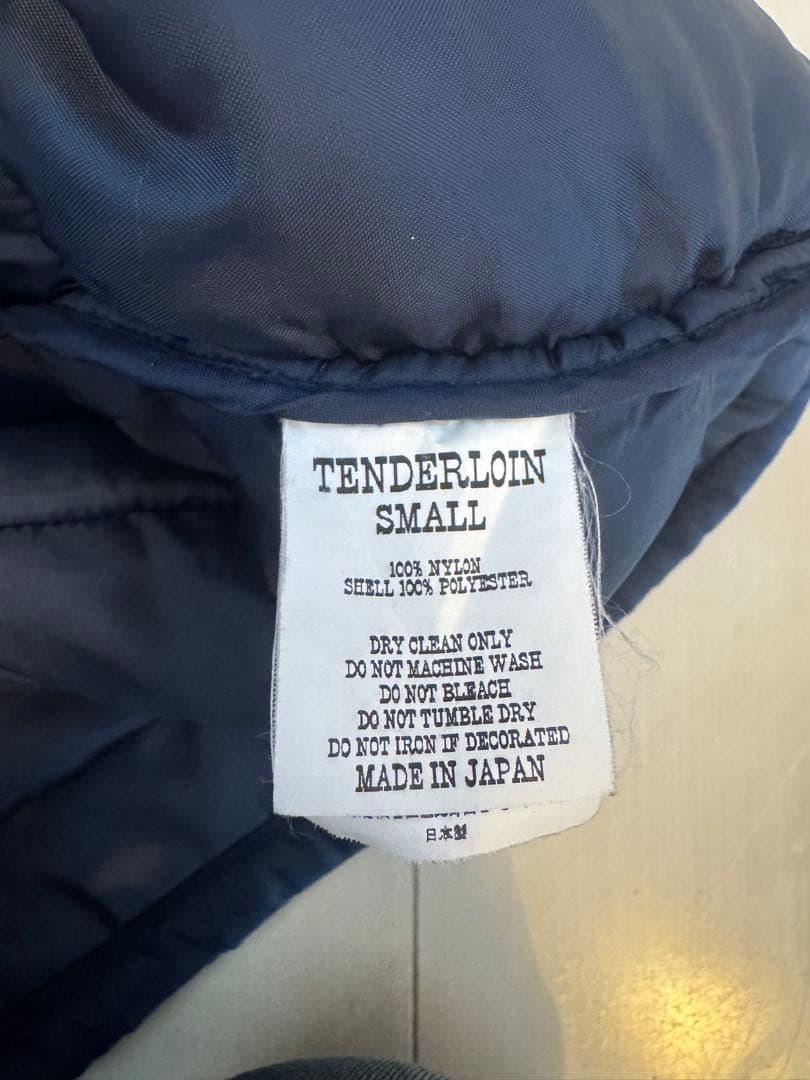 TENDERLOIN
SMALL
100% NYLON
SHELL 100% POLYESTER
DRY CLEAN ONLY
DO NOT MACHINE WASH
DO NOT BLEACH
DO NOT TUMBLE DRY
DO NOT IRON IF DECORATED
MADE IN JAPAN
日本製